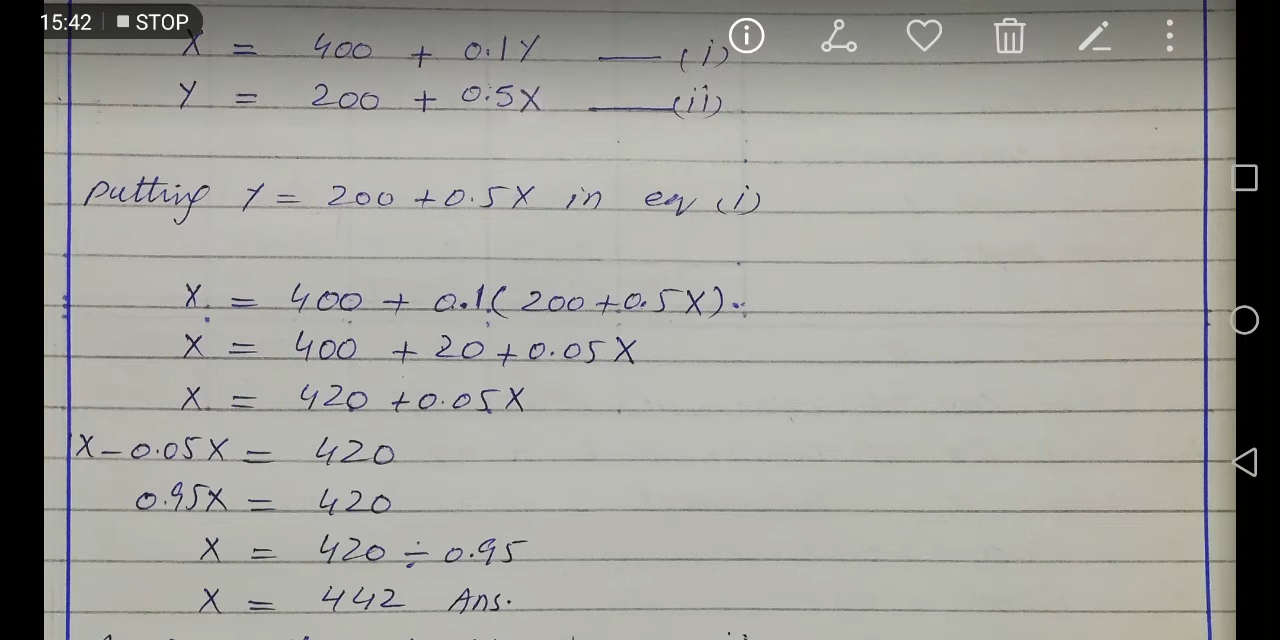 15:42 STOP
X = 400 + 0.1Y — (i)
Y = 200 + 0.5X — (ii)
putting Y = 200 + 0.5X in eq (i)
X = 400 + 0.1(200 + 0.5X)
X = 400 + 20 + 0.05X
X = 420 + 0.05X
X - 0.05X = 420
0.95X = 420
X = 420 ÷ 0.95
X = 442 Ans.